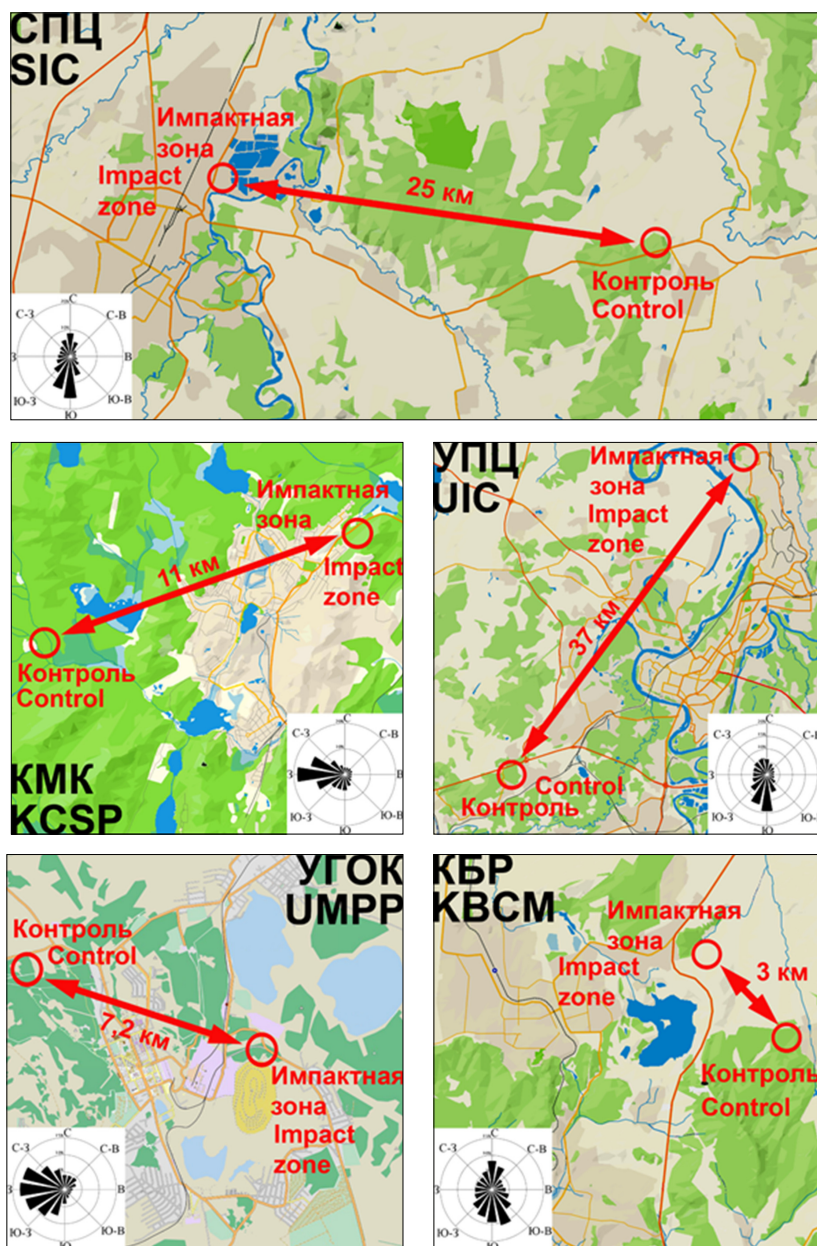 СПЦ
SIC
Импактная
зона
Impact
zone
25 км
Контроль
Control
С
С-З
С-В
З
В
Ю-З
Ю-В
Ю
Импактная
зона
Impact
zone
11 км
Контроль
Control
КМК
KCSP
С
С-З
С-В
З
В
Ю-З
Ю-В
Ю
УПЦ
UIC
Импактная
зона
Impact
zone
37 км
Control
Контроль
С
С-З
С-В
З
В
Ю-З
Ю-В
Ю
УГОК
UMPP
Контроль
Control
7,2 км
Импактная
зона
Impact
zone
С
С-З
С-В
З
В
Ю-З
Ю-В
Ю
КБР
KBCM
Импактная
зона
Impact
zone
3 км
Контроль
Control
С
С-З
С-В
З
В
Ю-З
Ю-В
Ю